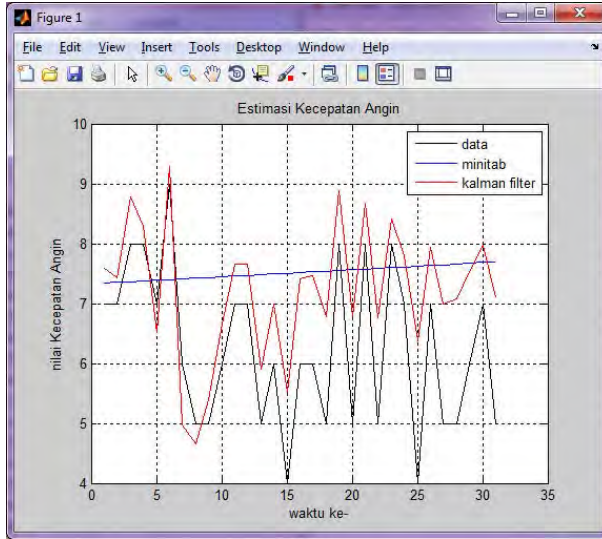 Figure 1
File Edit View Insert Tools Desktop Window Help
Estimasi Kecepatan Angin
data
minitab
kalman filter
nilai Kecepatan Angin
10
9
8
7
6
5
4
0 5 10 15 20 25 30 35
waktu ke-